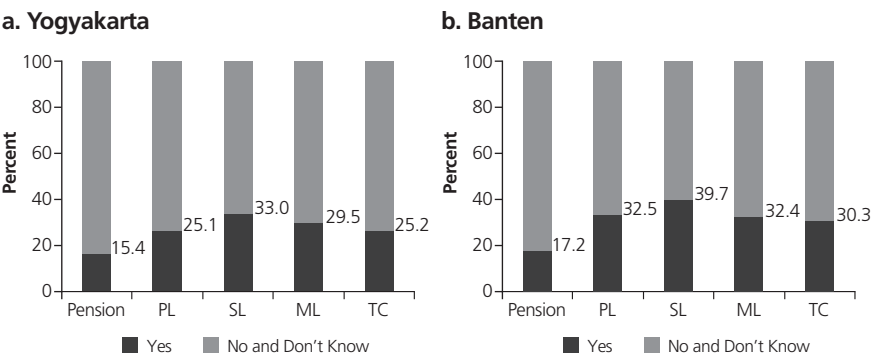 a. Yogyakarta
Percent
100
80
60
40
20
0
15.4
25.1
33.0
29.5
25.2
Pension PL SL ML TC
Yes No and Don't Know
b. Banten
Percent
100
80
60
40
20
0
17.2
32.5
39.7
32.4
30.3
Pension PL SL ML TC
Yes No and Don't Know